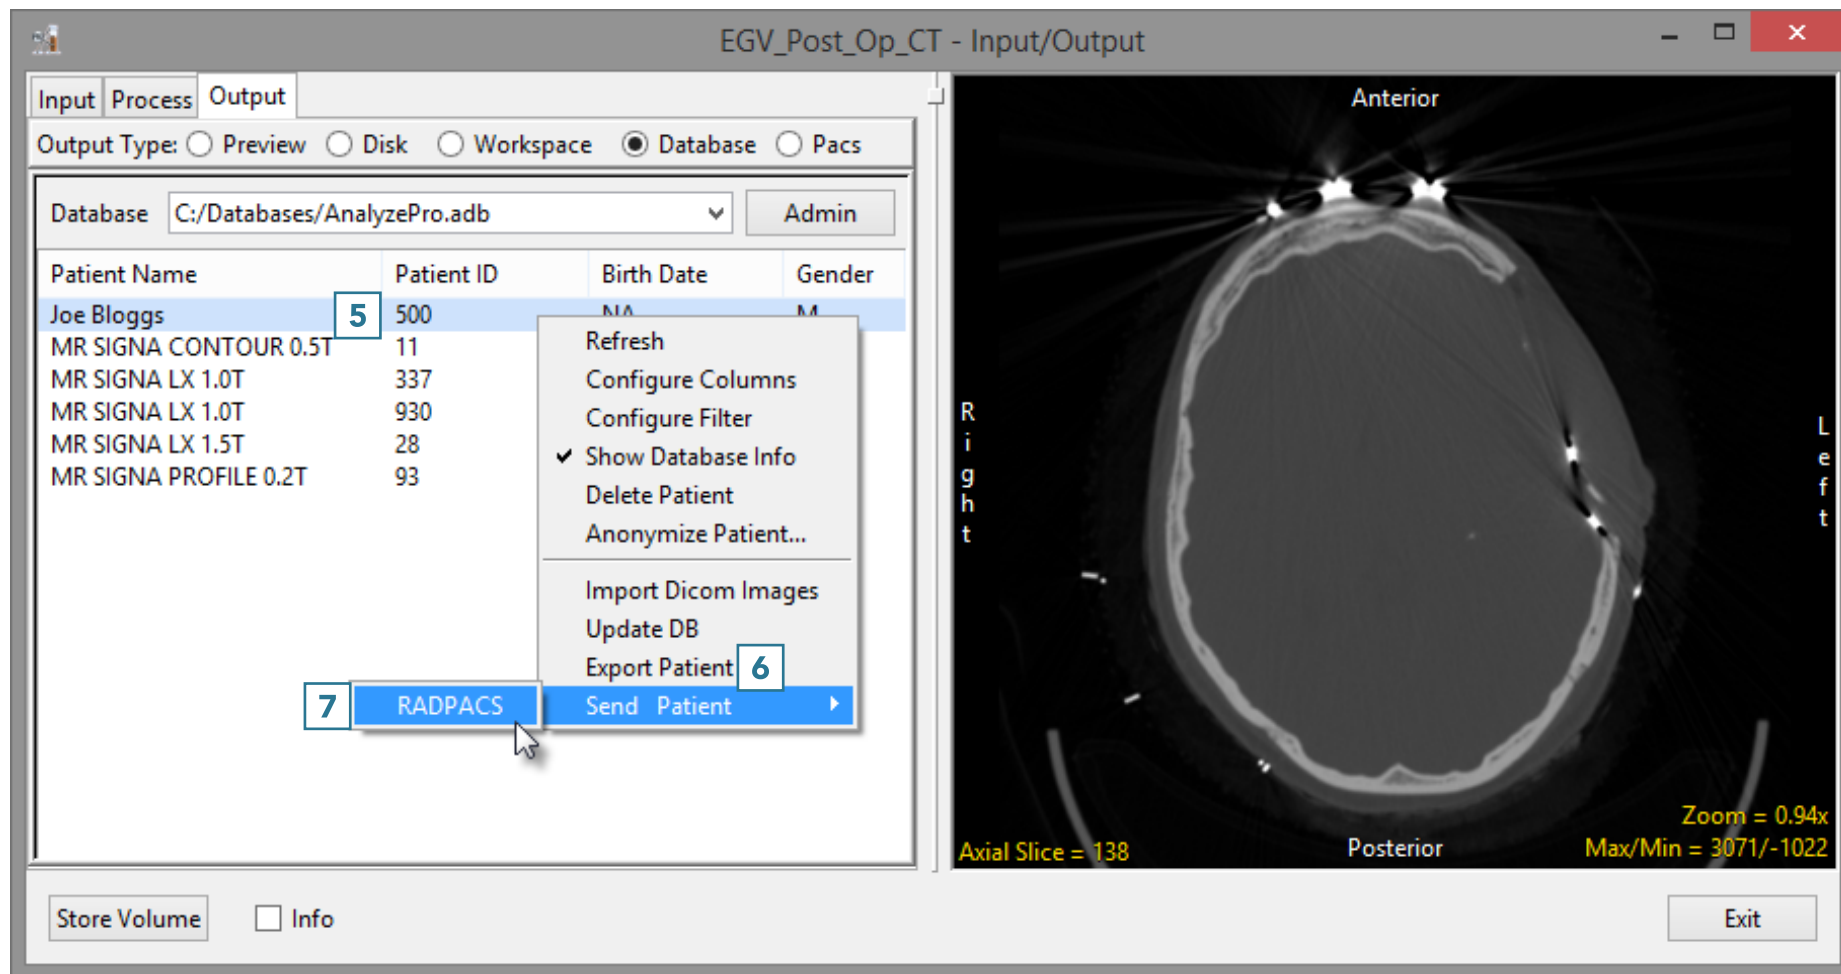 EGV_Post_Op_CT - Input/Output
Input Process Output
Output Type: Preview Disk Workspace Database Pacs
Database C:/Databases/AnalyzePro.adb Admin
Patient Name Patient ID Birth Date Gender
Joe Bloggs 5 500 NA M
MR SIGNA CONTOUR 0.5T 11
MR SIGNA LX 1.0T 337
MR SIGNA LX 1.0T 930
MR SIGNA LX 1.5T 28
MR SIGNA PROFILE 0.2T 93
Refresh
Configure Columns
Configure Filter
Show Database Info
Delete Patient
Anonymize Patient...
Import Dicom Images
Update DB
Export Patient 6
7 RADPACS Send Patient
Anterior
Right
Left
Zoom = 0.94x
Axial Slice = 138 Posterior Max/Min = 3071/-1022
Store Volume Info Exit